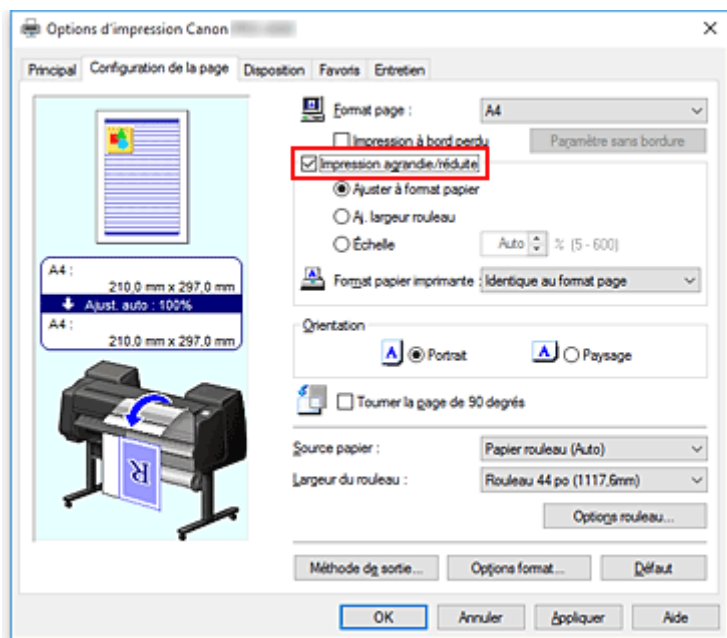 Options d'impression Canon
Principal Configuration de la page Disposition Favoris Entretien
Format page : A4
Impression à bord perdu Paramètre sans bordure
Impression agrandie/réduite
Ajuster à format papier
Aj. largeur rouleau
Échelle Auto % (5 - 600)
Format papier imprimante : Identique au format page
A4 :
210,0 mm x 297,0 mm
Ajust. auto : 100%
A4 :
210,0 mm x 297,0 mm
Orientation
A Portrait A Paysage
Tourner la page de 90 degrés
Source papier : Papier rouleau (Auto)
Largeur du rouleau : Rouleau 44 po (1117,6mm)
Options rouleau...
R
Méthode de sortie... Options format... Défaut
OK Annuler Appliquer Aide